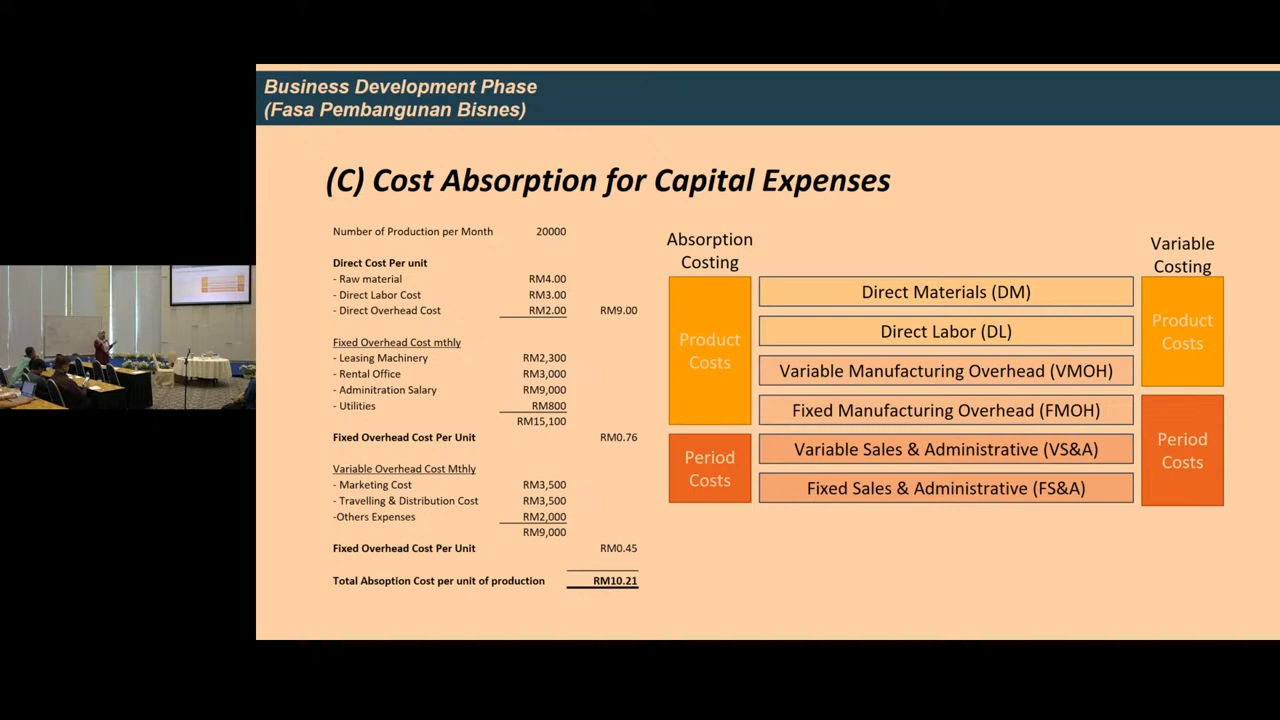 Business Development Phase
(Fasa Pembangunan Bisnes)
(C) Cost Absorption for Capital Expenses
Number of Production per Month 20000
Direct Cost Per unit
- Raw material RM4.00
- Direct Labor Cost RM3.00
- Direct Overhead Cost RM2.00 RM9.00
Fixed Overhead Cost mthly
- Leasing Machinery RM2,300
- Rental Office RM3,000
- Adminitration Salary RM9,000
- Utilities RM800
RM15,100
Fixed Overhead Cost Per Unit RM0.76
Variable Overhead Cost Mthly
- Marketing Cost RM3,500
- Travelling & Distribution Cost RM3,500
-Others Expenses RM2,000
RM9,000
Fixed Overhead Cost Per Unit RM0.45
Total Absoption Cost per unit of production RM10.21
Absorption
Costing
Product
Costs
Period
Costs
Direct Materials (DM)
Direct Labor (DL)
Variable Manufacturing Overhead (VMOH)
Fixed Manufacturing Overhead (FMOH)
Variable Sales & Administrative (VS&A)
Fixed Sales & Administrative (FS&A)
Variable
Costing
Product
Costs
Period
Costs